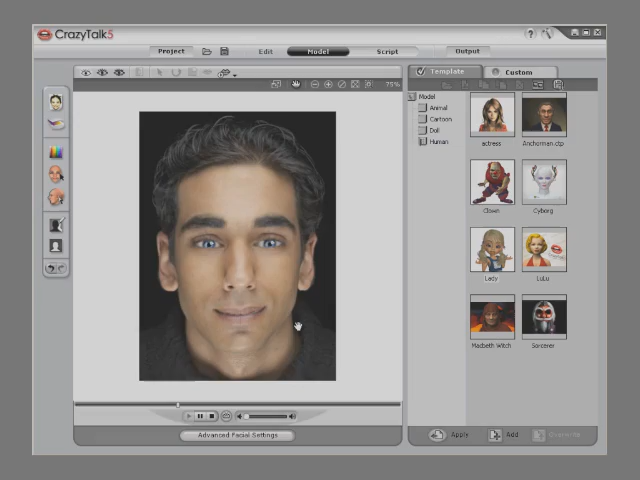 CrazyTalk5
?
Project Edit Model Script Output
75%
Template Custom
Model
Animal
Cartoon
Doll
Human
actress Anchorman.ctp
Clown Cyborg
Lady LuLu
Macbeth Witch Sorcerer
Advanced Facial Settings
Apply Add Overwrite